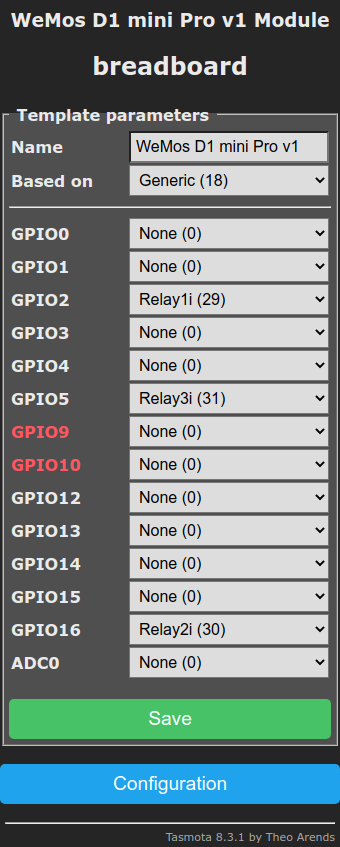 WeMos D1 mini Pro v1 Module
breadboard
Template parameters
Name WeMos D1 mini Pro v1
Based on Generic (18)
GPIO0 None (0)
GPIO1 None (0)
GPIO2 Relay1i (29)
GPIO3 None (0)
GPIO4 None (0)
GPIO5 Relay3i (31)
GPIO9 None (0)
GPIO10 None (0)
GPIO12 None (0)
GPIO13 None (0)
GPIO14 None (0)
GPIO15 None (0)
GPIO16 Relay2i (30)
ADC0 None (0)
Save
Configuration
Tasmota 8.3.1 by Theo Arends